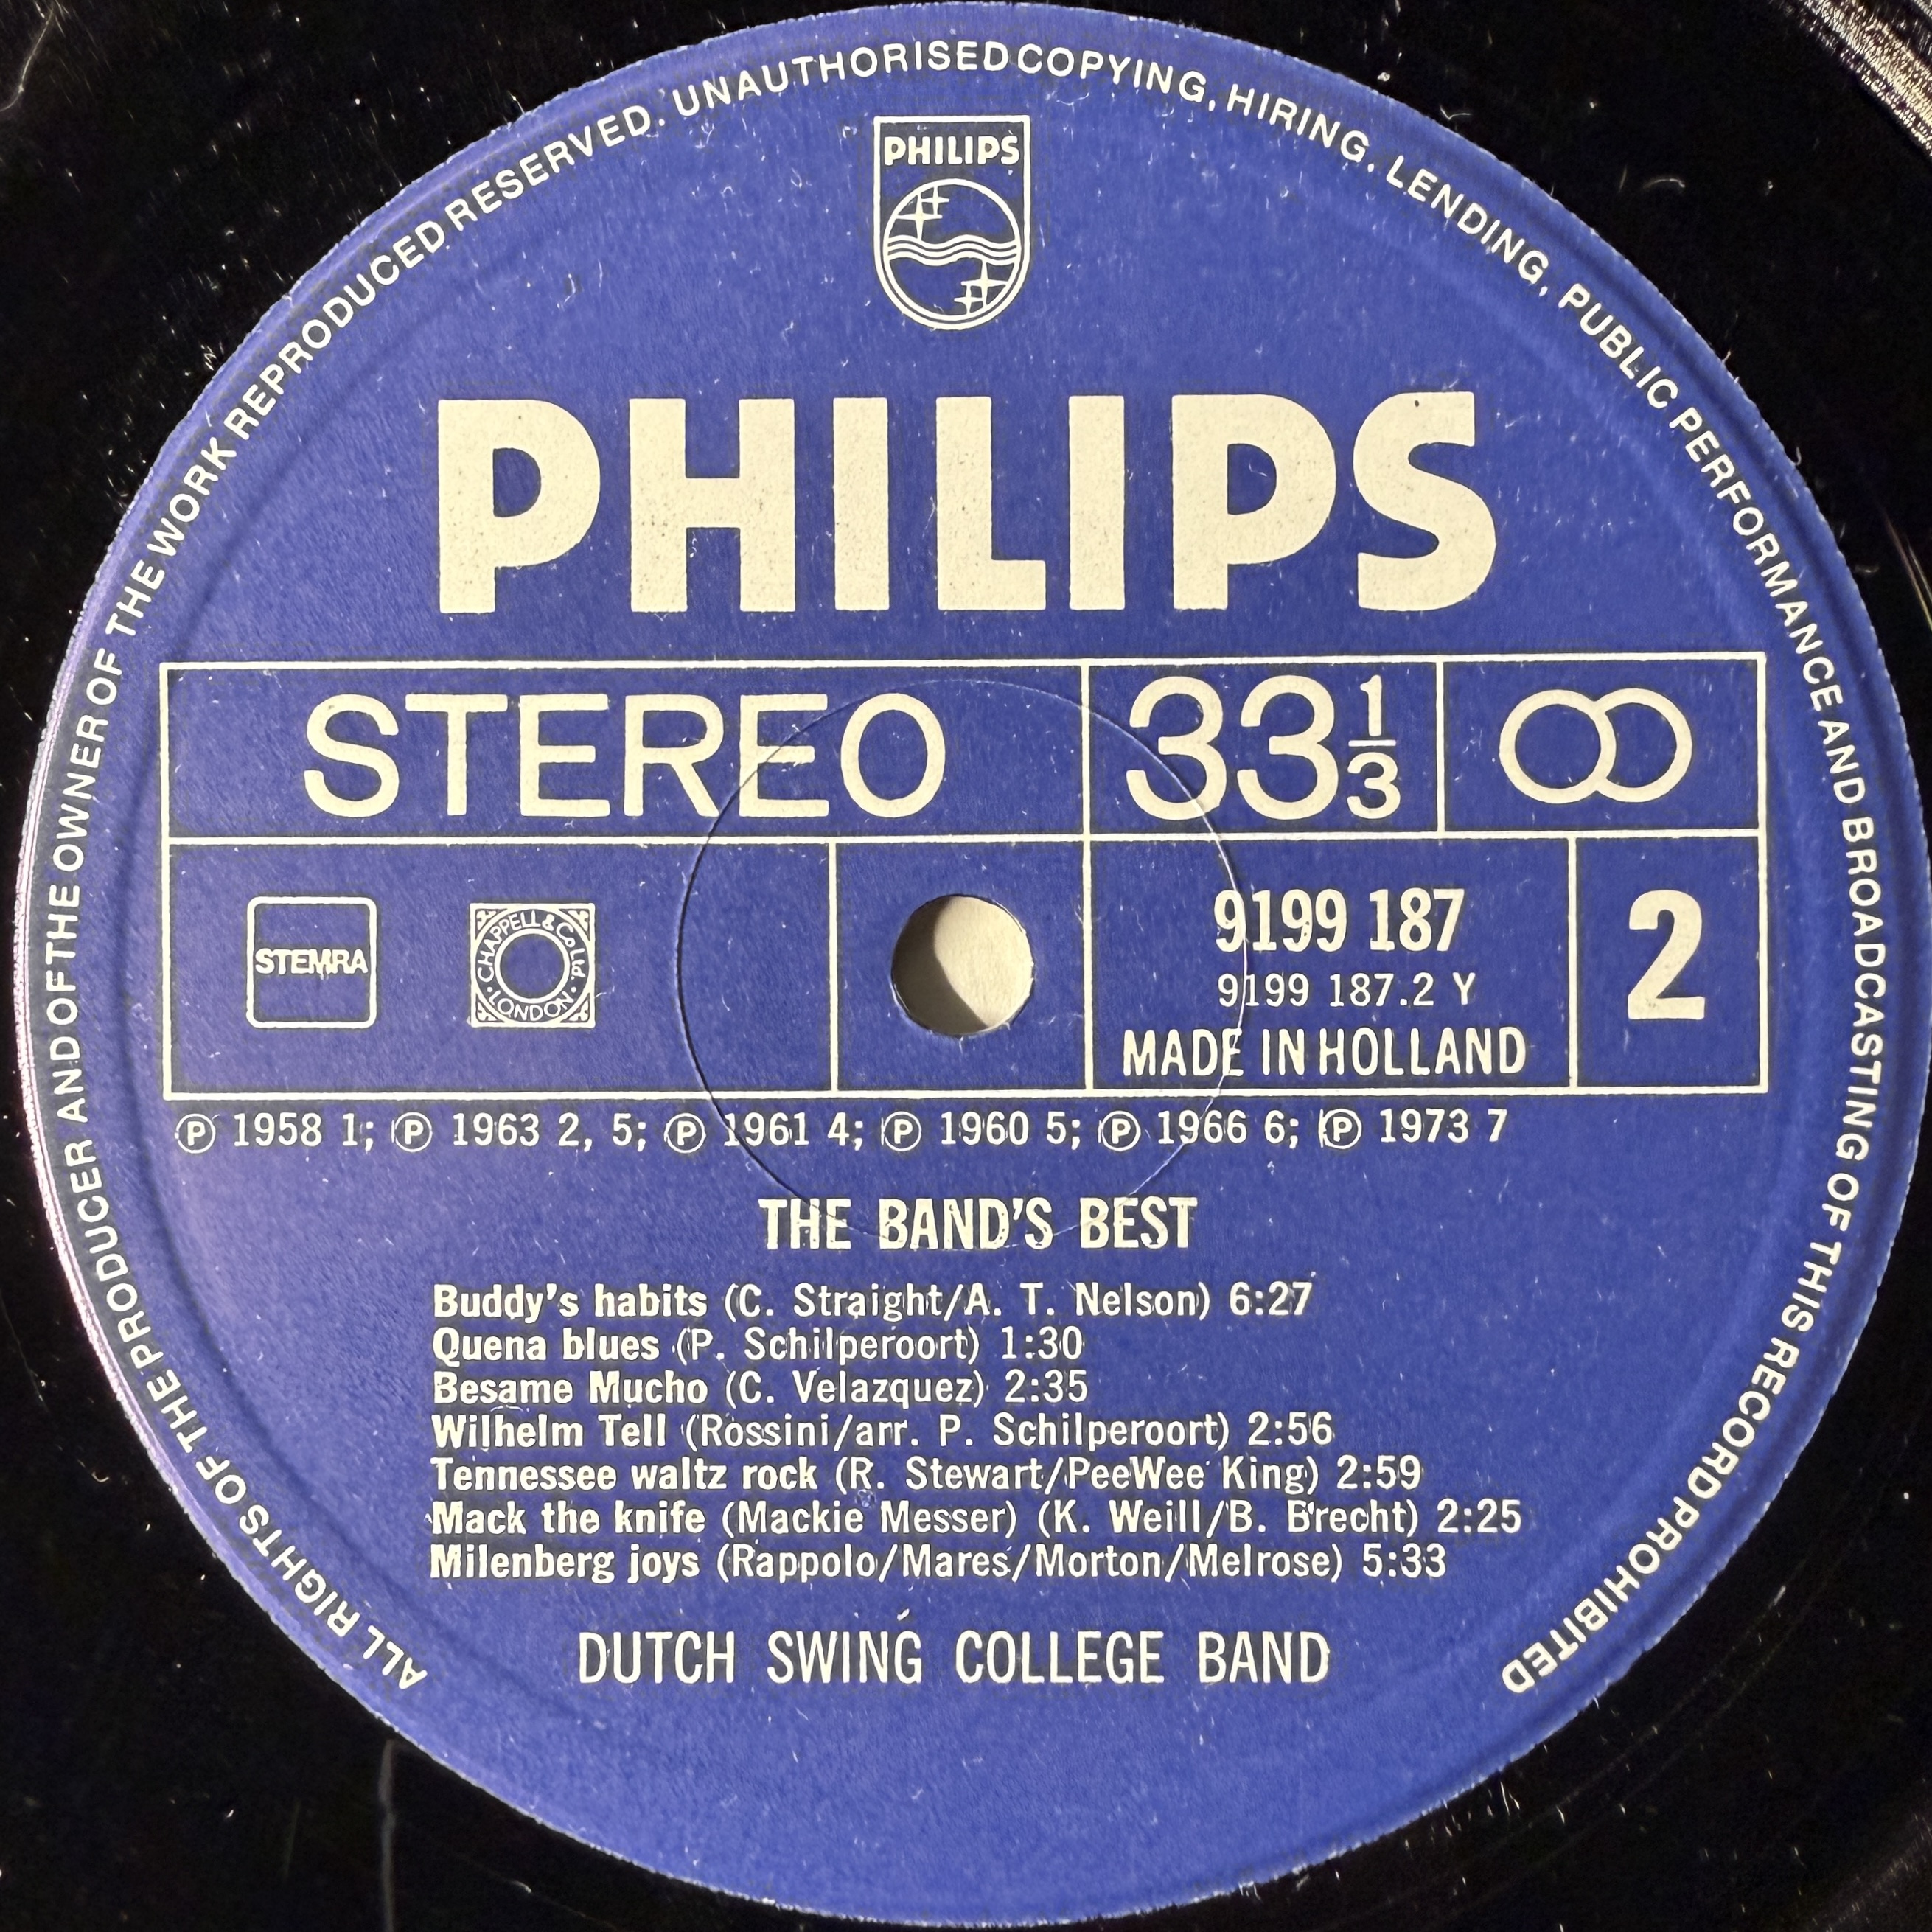 ALL RIGHTS OF THE PRODUCER AND OF THE OWNER OF THE WORK REPRODUCED RESERVED. UNAUTHORISED COPYING, HIRING, LENDING, PUBLIC PERFORMANCE AND BROADCASTING OF THIS RECORD PROHIBITED
PHILIPS
PHILIPS
STEREO 33 1/3
STEMRA
CHAPPELL & Co Ltd. · LONDON ·
9199 187
9199 187.2 Y
MADE IN HOLLAND
2
Ⓟ 1958 1; Ⓟ 1963 2, 5; Ⓟ 1961 4; Ⓟ 1960 5; Ⓟ 1966 6; Ⓟ 1973 7
THE BAND'S BEST
Buddy's habits (C. Straight/A. T. Nelson) 6:27
Quena blues (P. Schilperoort) 1:30
Besame Mucho (C. Velazquez) 2:35
Wilhelm Tell (Rossini/arr. P. Schilperoort) 2:56
Tennessee waltz rock (R. Stewart/PeeWee King) 2:59
Mack the knife (Mackie Messer) (K. Weill/B. Brecht) 2:25
Milenberg joys (Rappolo/Mares/Morton/Melrose) 5:33
DUTCH SWING COLLEGE BAND